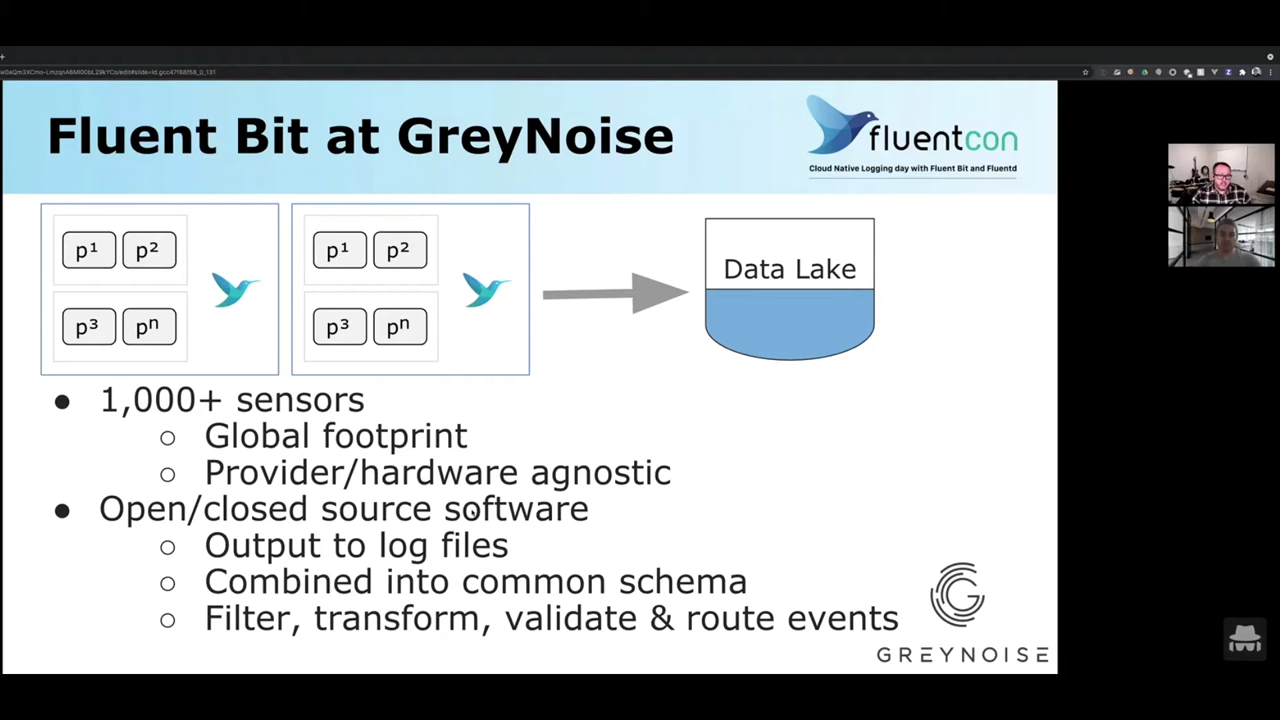 Fluent Bit at GreyNoise
fluentcon
Cloud Native Logging day with Fluent Bit and Fluentd
p¹ p² p¹ p²
p³ pⁿ p³ pⁿ
Data Lake
● 1,000+ sensors
○ Global footprint
○ Provider/hardware agnostic
● Open/closed source software
○ Output to log files
○ Combined into common schema
○ Filter, transform, validate & route events
GREYNOISE